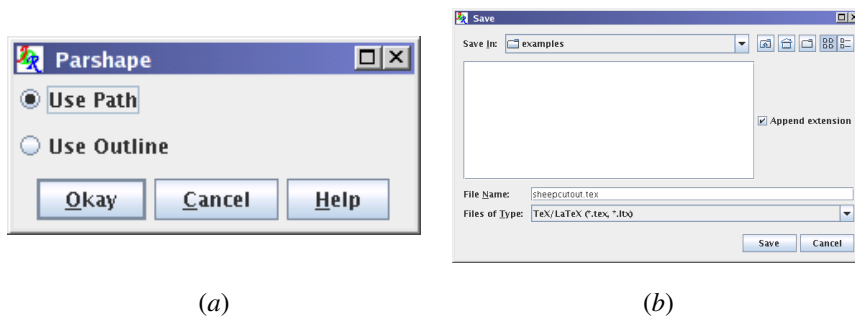 Parshape
Use Path
Use Outline
Okay Cancel Help
(a)
Save
Save In: examples
Append extension
File Name: sheepcutout.tex
Files of Type: TeX/LaTeX (*.tex, *.ltx)
Save Cancel
(b)